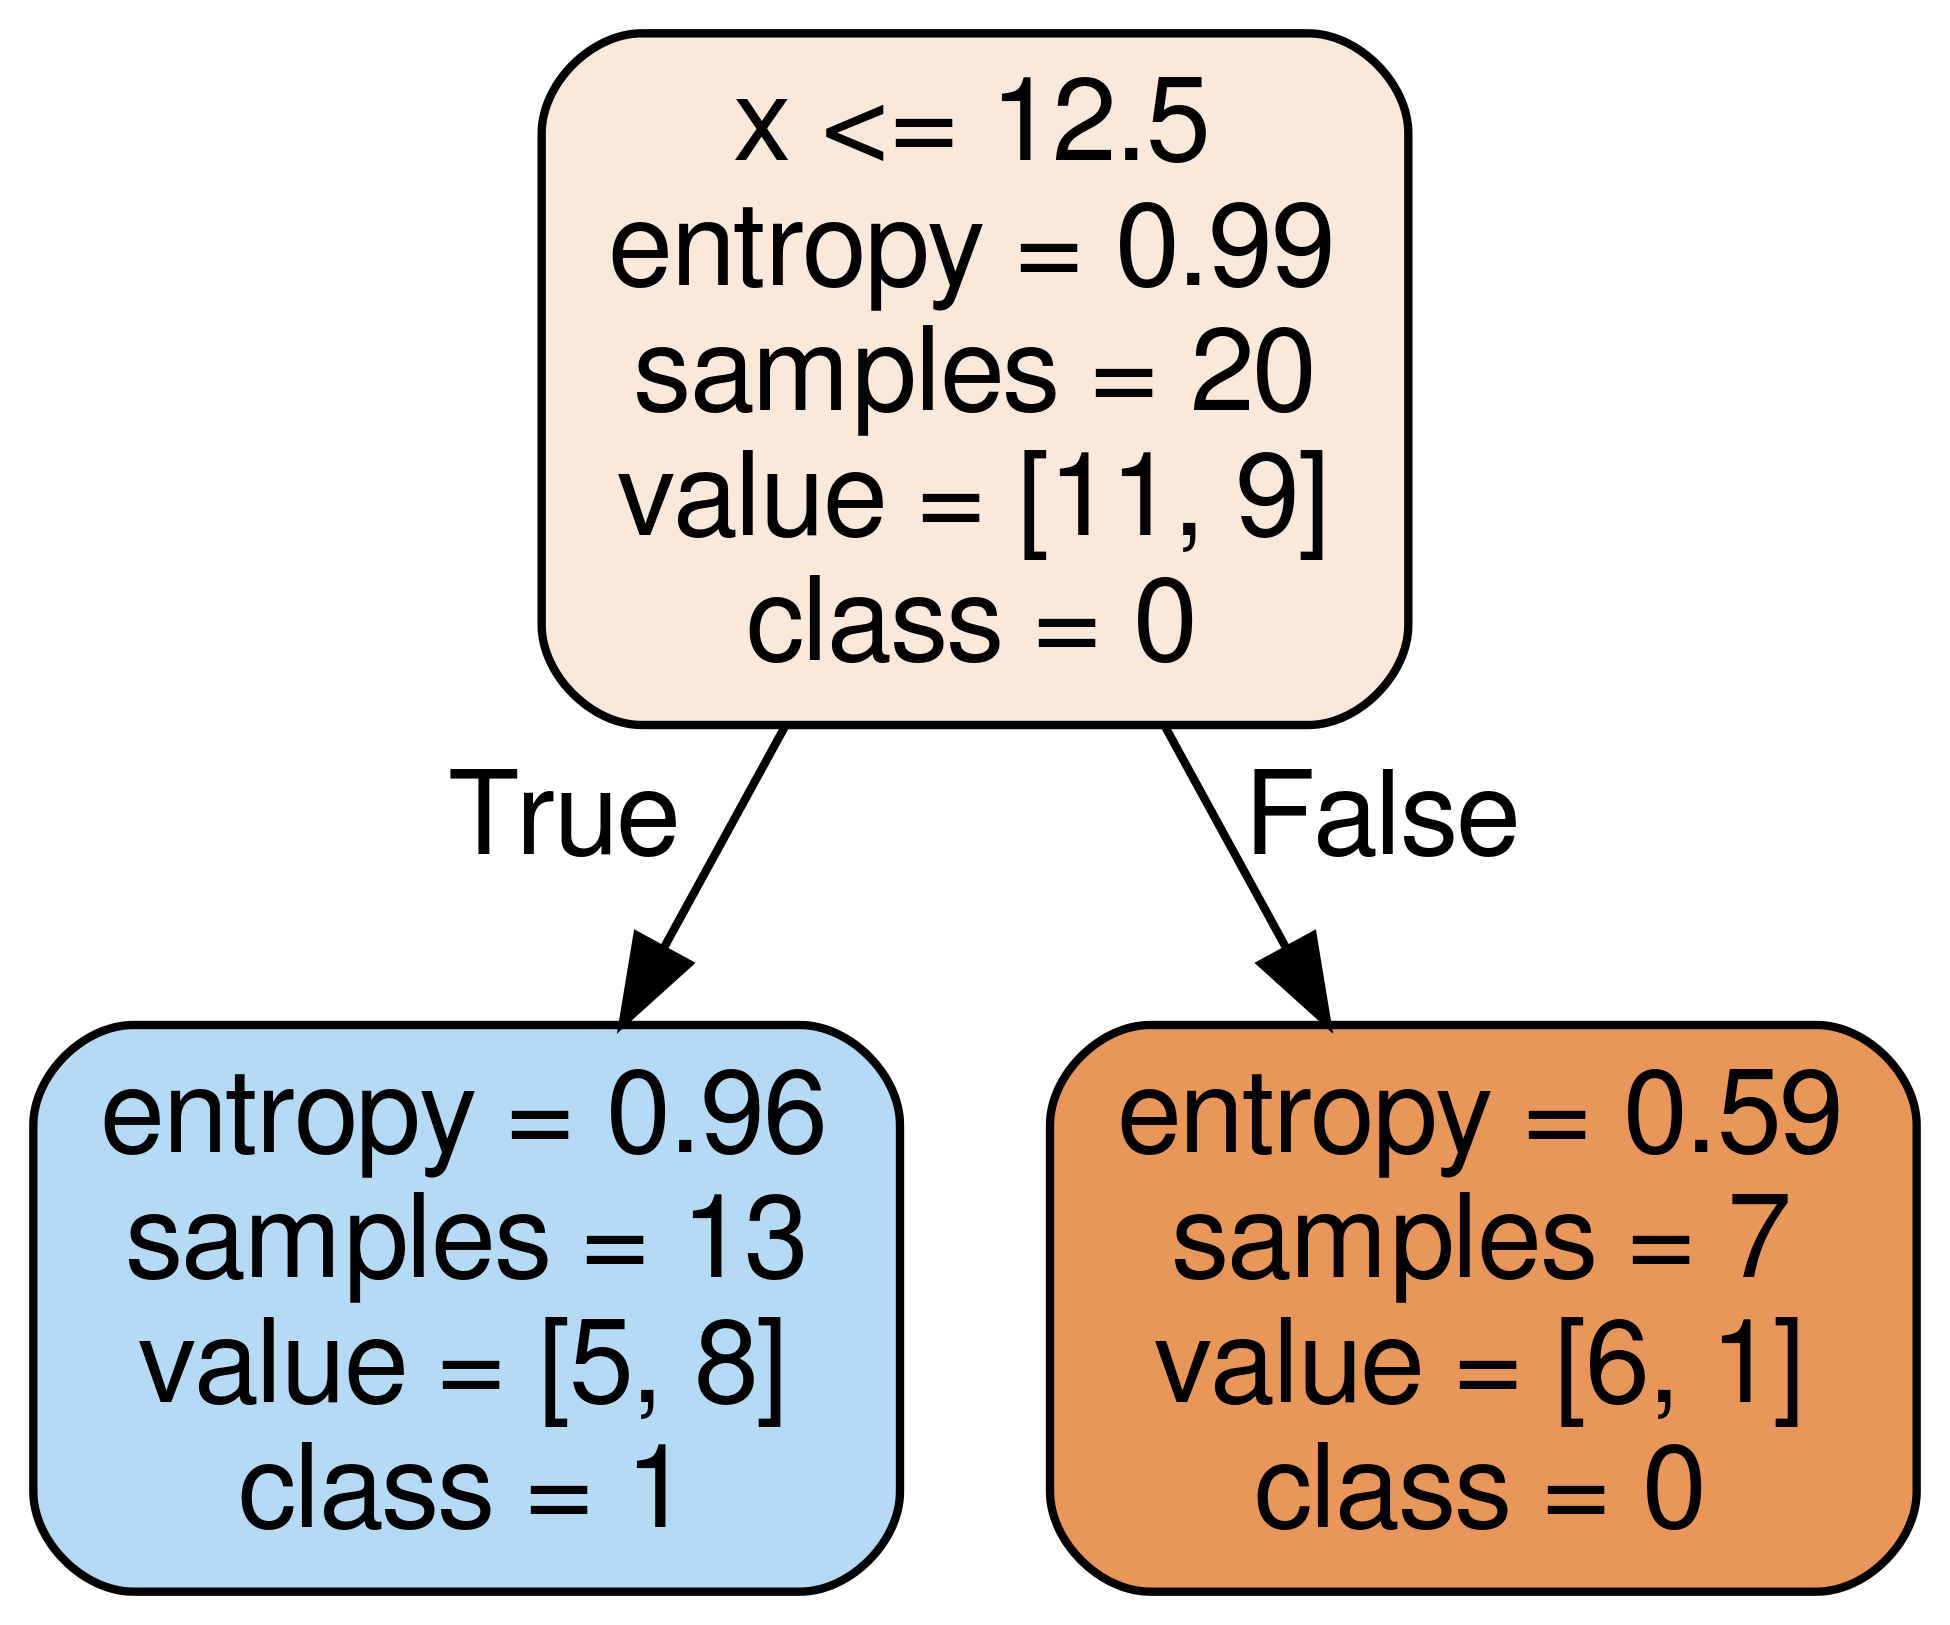 x <= 12.5
entropy = 0.99
samples = 20
value = [11, 9]
class = 0
True
False
entropy = 0.96
samples = 13
value = [5, 8]
class = 1
entropy = 0.59
samples = 7
value = [6, 1]
class = 0